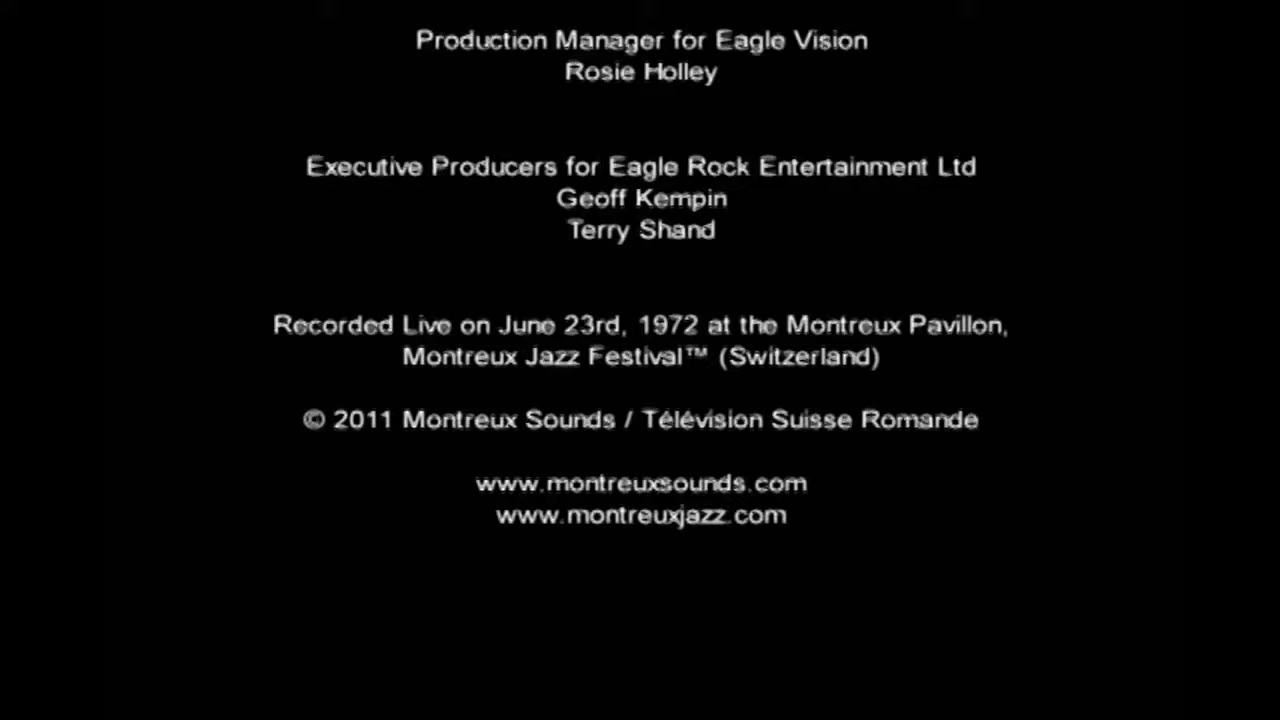 Production Manager for Eagle Vision
Rosie Holley
Executive Producers for Eagle Rock Entertainment Ltd
Geoff Kempin
Terry Shand
Recorded Live on June 23rd, 1972 at the Montreux Pavillon,
Montreux Jazz Festival™ (Switzerland)
© 2011 Montreux Sounds / Télévision Suisse Romande
www.montreuxsounds.com
www.montreuxjazz.com